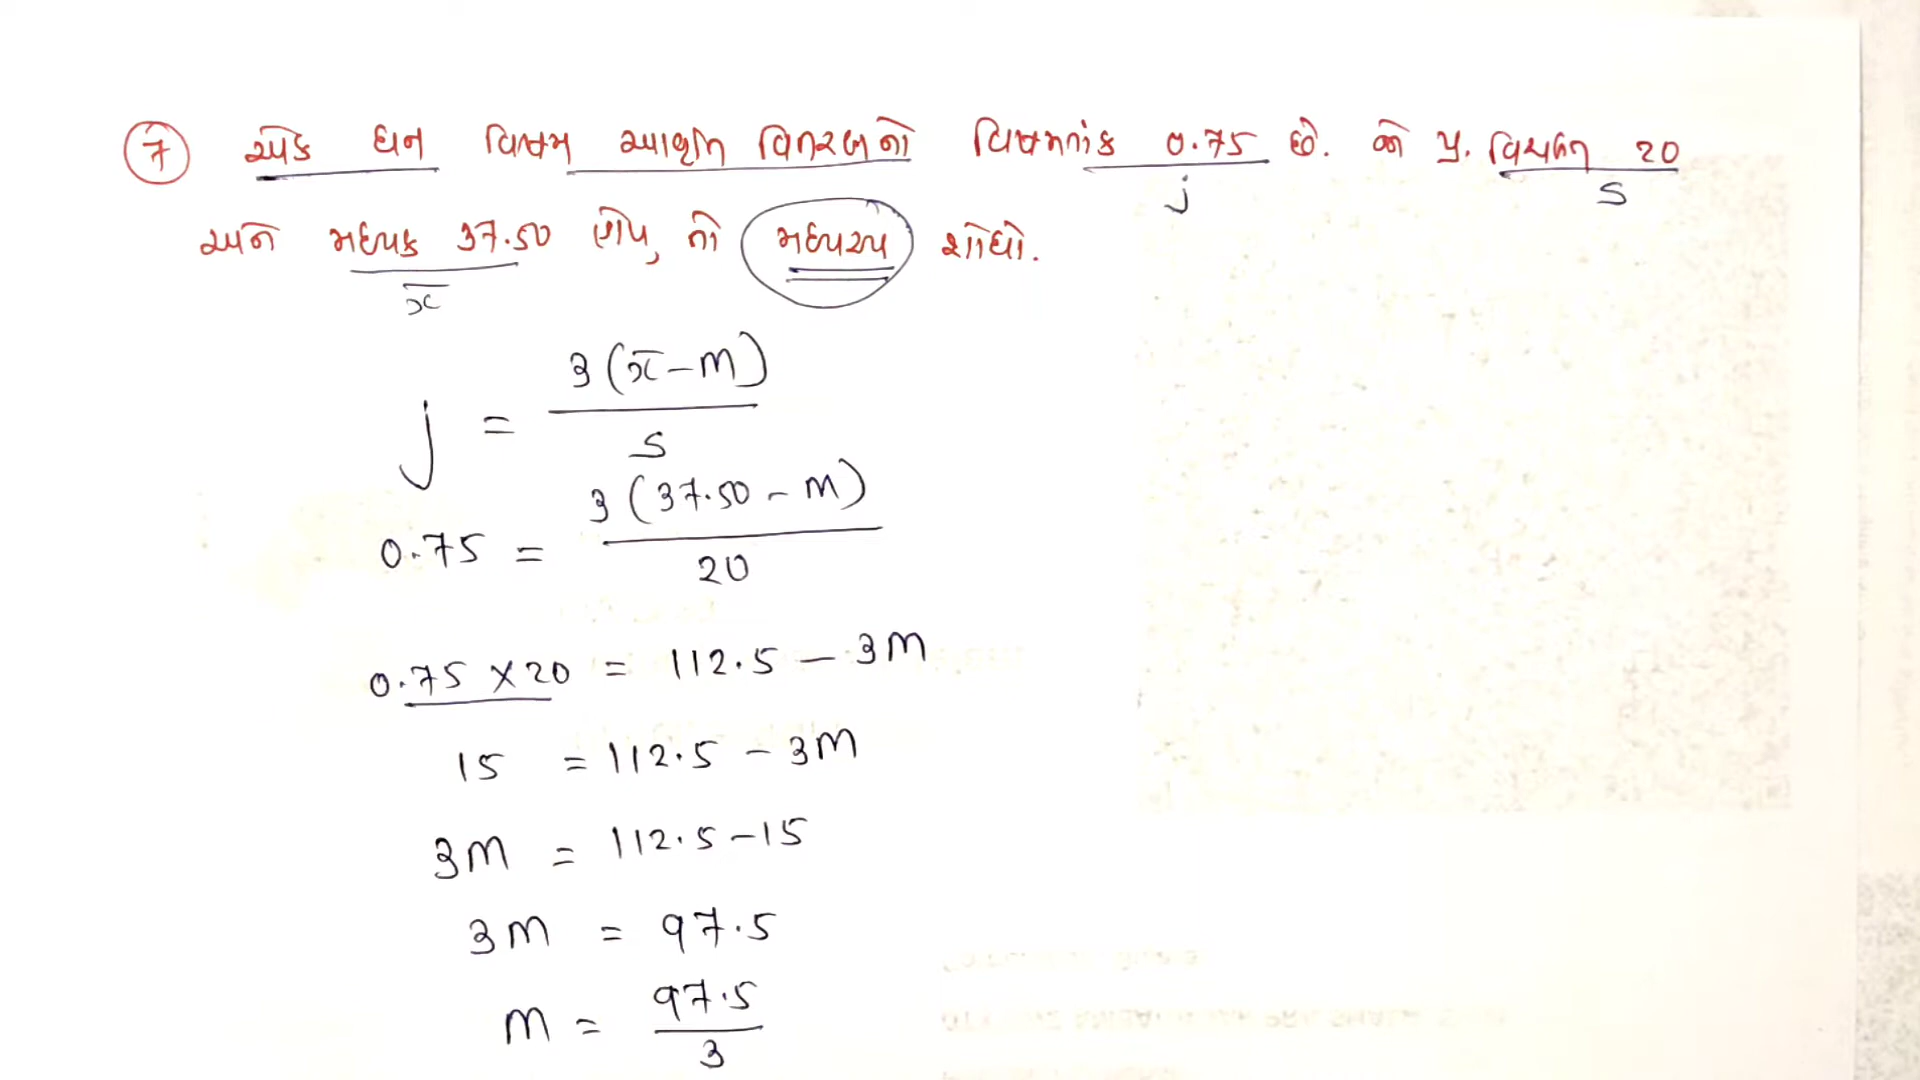 7 એક ધન વિષમ આવૃત્તિ વિતરણનો વિષમતાંક 0.75 છે. જો પ્ર. વિચલન 20
j S
અને મધ્યક 37.50 હોય, તો મધ્યસ્થ શોધો.
x̄
j = 3(x̄ - M) / S
0.75 = 3(37.50 - M) / 20
0.75 × 20 = 112.5 - 3M
15 = 112.5 - 3M
3M = 112.5 - 15
3M = 97.5
M = 97.5 / 3